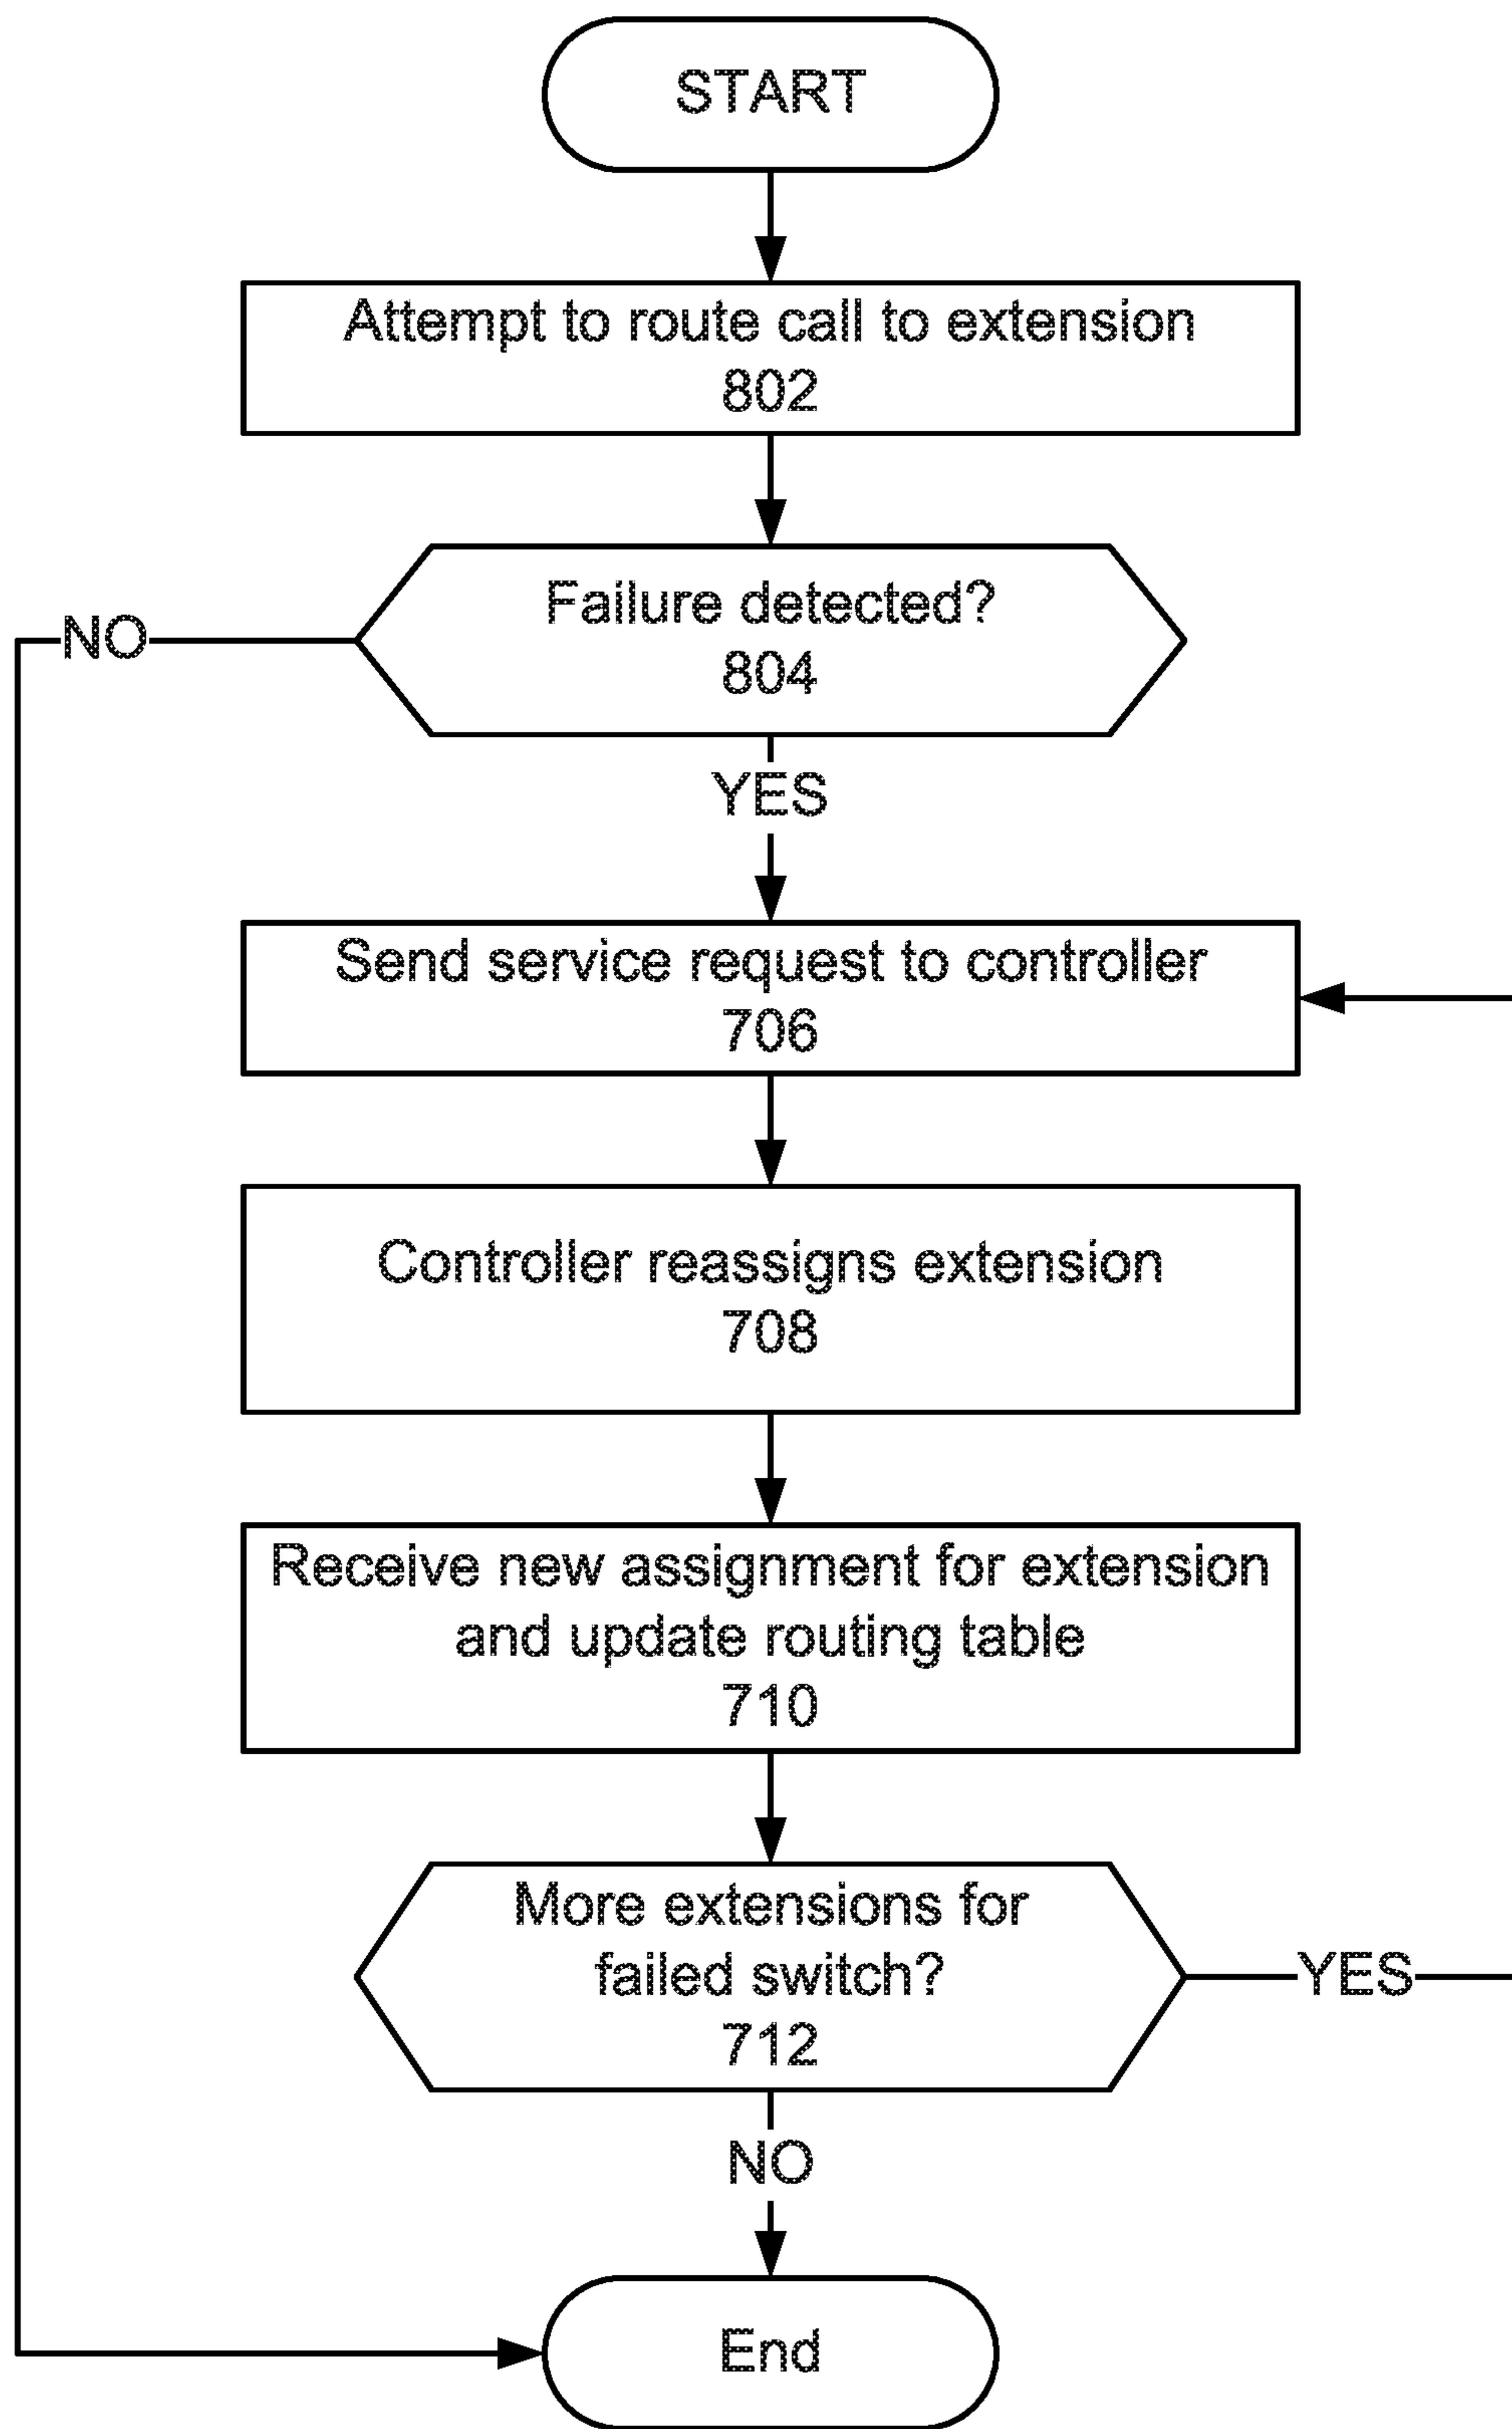 START
Attempt to route call to extension
802
Failure detected?
804
NO
YES
Send service request to controller
706
Controller reassigns extension
708
Receive new assignment for extension
and update routing table
710
More extensions for
failed switch?
712
YES
NO
End